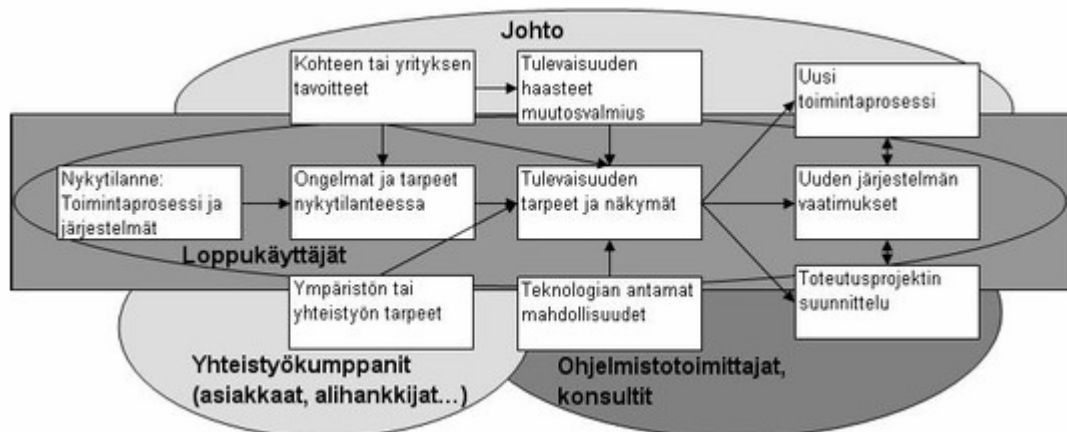 Johto
Kohteen tai yrityksen
tavoitteet
Tulevaisuuden
haasteet
muutosvalmius
Uusi
toimintaprosessi
Nykytilanne:
Toimintaprosessi ja
järjestelmät
Ongelmat ja tarpeet
nykytilanteessa
Tulevaisuuden
tarpeet ja näkymät
Uuden järjestelmän
vaatimukset
Loppukäyttäjät
Ympäristön tai
yhteistyön tarpeet
Teknologian antamat
mahdollisuudet
Toteutusprojektin
suunnittelu
Yhteistyökumppanit
(asiakkaat, alihankkijat...)
Ohjelmistotoimittajat,
konsultit